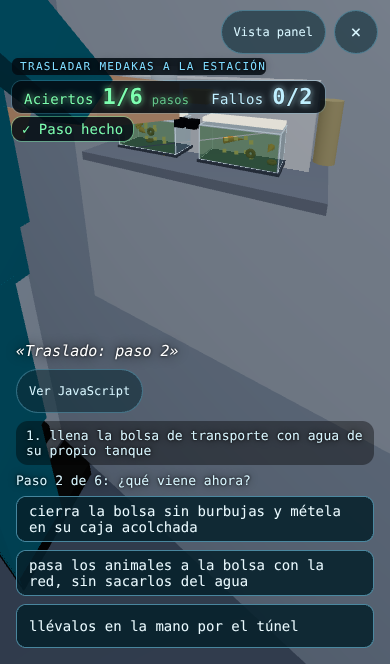 Vista panel ×
TRASLADAR MEDAKAS A LA ESTACIÓN
Aciertos 1/6 pasos Fallos 0/2
✓ Paso hecho
«Traslado: paso 2»
Ver JavaScript
1. llena la bolsa de transporte con agua de
su propio tanque
Paso 2 de 6: ¿qué viene ahora?
cierra la bolsa sin burbujas y métela
en su caja acolchada
pasa los animales a la bolsa con la
red, sin sacarlos del agua
llévalos en la mano por el túnel